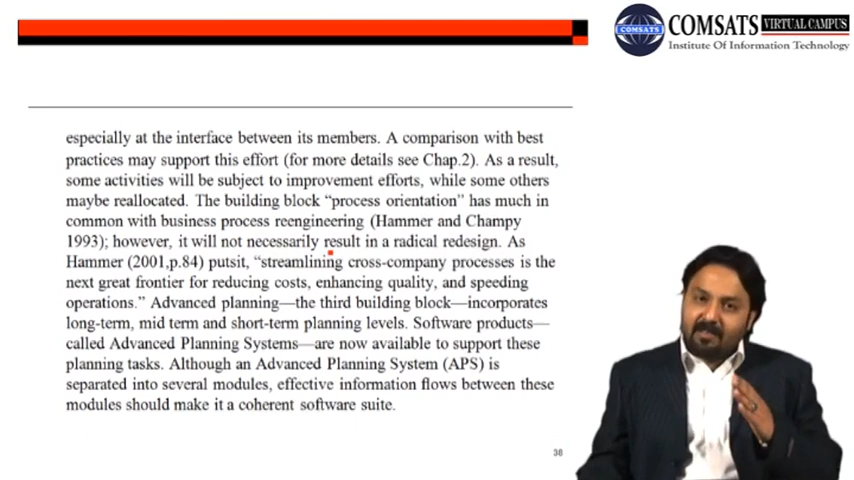 COMSATS VIRTUAL CAMPUS
COMSATS
Institute Of Information Technology
especially at the interface between its members. A comparison with best
practices may support this effort (for more details see Chap.2). As a result,
some activities will be subject to improvement efforts, while some others
maybe reallocated. The building block “process orientation” has much in
common with business process reengineering (Hammer and Champy
1993); however, it will not necessarily result in a radical redesign. As
Hammer (2001,p.84) putsit, “streamlining cross-company processes is the
next great frontier for reducing costs, enhancing quality, and speeding
operations.” Advanced planning—the third building block—incorporates
long-term, mid term and short-term planning levels. Software products—
called Advanced Planning Systems—are now available to support these
planning tasks. Although an Advanced Planning System (APS) is
separated into several modules, effective information flows between these
modules should make it a coherent software suite.
38